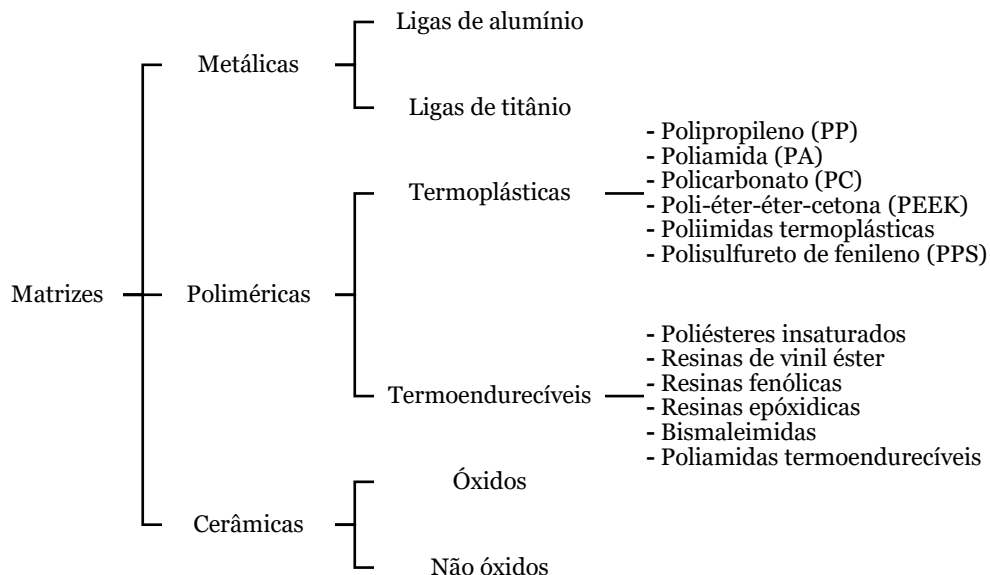 Matrizes
Metálicas
Ligas de alumínio
Ligas de titânio
Poliméricas
Termoplásticas
- Polipropileno (PP)
- Poliamida (PA)
- Policarbonato (PC)
- Poli-éter-éter-cetona (PEEK)
- Poliimidas termoplásticas
- Polisulfureto de fenileno (PPS)
Termoendurecíveis
- Poliésteres insaturados
- Resinas de vinil éster
- Resinas fenólicas
- Resinas epóxidicas
- Bismaleimidas
- Poliamidas termoendurecíveis
Cerâmicas
Óxidos
Não óxidos